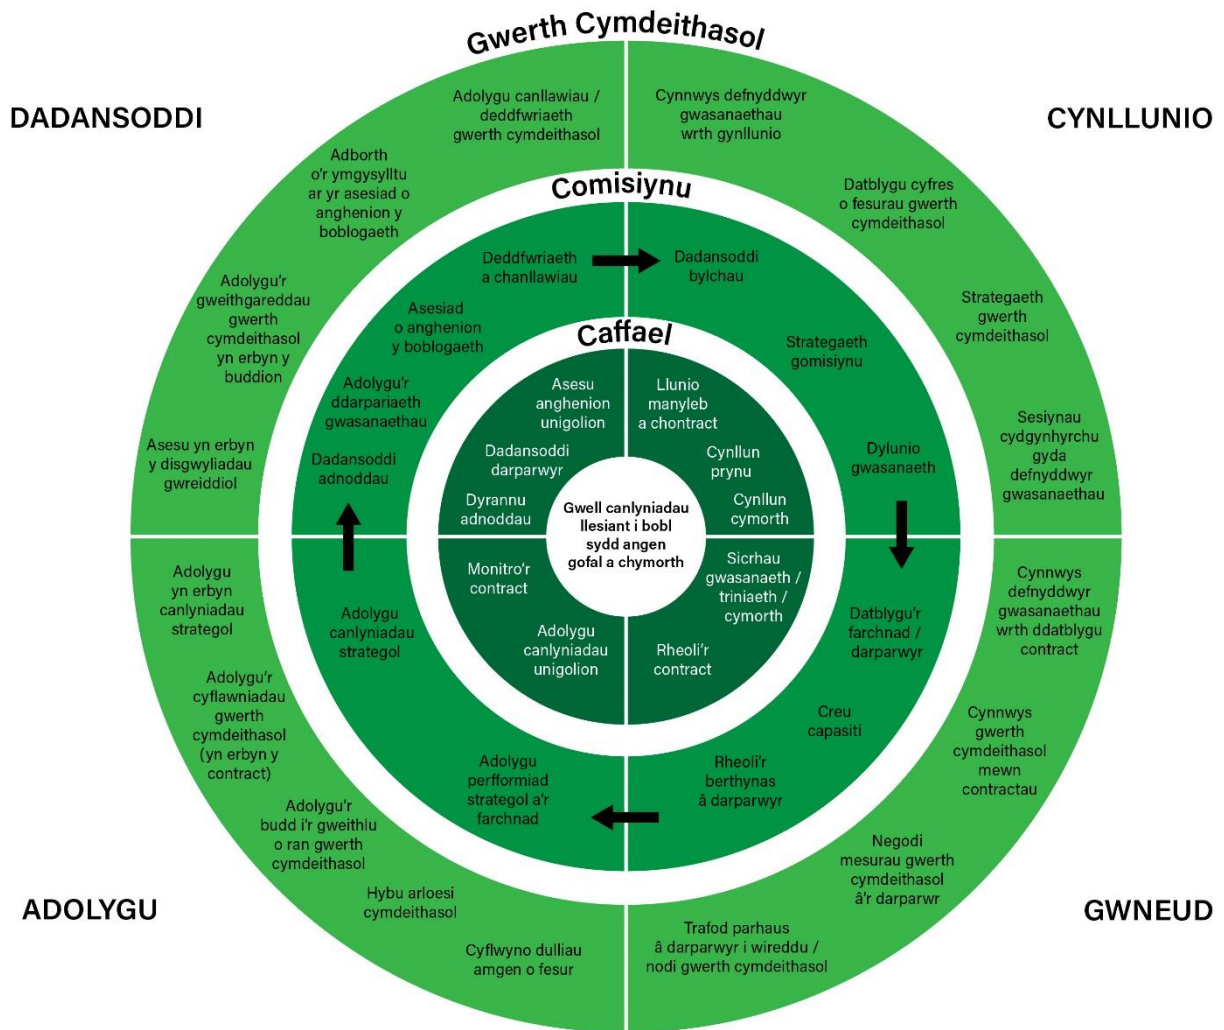 Gwerth Cymdeithasol
DADANSODDI
CYNLLUNIO
ADOLYGU
GWNEUD
Adolygu canllawiau /
deddfwriaeth
gwerth cymdeithasol
Adborth
o'r ymgysylltu
ar yr asesiad o
anghenion y
boblogaeth
Adolygu'r
gweithgareddau
gwerth
cymdeithasol
yn erbyn y
buddion
Asesu yn erbyn
y disgwyliadau
gwreiddiol
Cynnwys defnyddwyr
gwasanaethau
wrth gynllunio
Datblygu cyfres
o fesurau gwerth
cymdeithasol
Strategaeth
gwerth
cymdeithasol
Sesiynau
cydgynhyrchu
gyda
defnyddwyr
gwasanaethau
Cynnwys
defnyddwyr
gwasanaethau
wrth ddatblygu
contract
Cynnwys
gwerth
cymdeithasol
mewn
contractau
Negodi
mesurau gwerth
cymdeithasol
â'r darparwr
Trafod parhaus
â darparwyr i wireddu /
nodi gwerth cymdeithasol
Cyflwyno dulliau
amgen o fesur
Hybu arloesi
cymdeithasol
Adolygu'r
budd i'r gweithlu
o ran gwerth
cymdeithasol
Adolygu'r
cyflawniadau
gwerth
cymdeithasol
(yn erbyn y
contract)
Adolygu
yn erbyn
canlyniadau
strategol
Comisiynu
Deddfwriaeth
a chanllawiau
Asesiad
o anghenion
y boblogaeth
Adolygu'r
ddarpariaeth
gwasanaethau
Dadansoddi
adnoddau
Dadansoddi
bylchau
Strategaeth
gomisiynu
Dylunio
gwasanaeth
Datblygu'r
farchnad /
darparwyr
Creu
capasiti
Rheoli'r
berthynas
â darparwyr
Adolygu
perfformiad
strategol a'r
farchnad
Adolygu
canlyniadau
strategol
Caffael
Asesu
anghenion
unigolion
Dadansoddi
darparwyr
Dyrannu
adnoddau
Llunio
manyleb
a chontract
Cynllun
prynu
Cynllun
cymorth
Sicrhau
gwasanaeth /
triniaeth /
cymorth
Rheoli'r
contract
Adolygu
canlyniadau
unigolion
Monitro'r
contract
Gwell canlyniadau
llesiant i bobl
sydd angen
gofal a chymorth